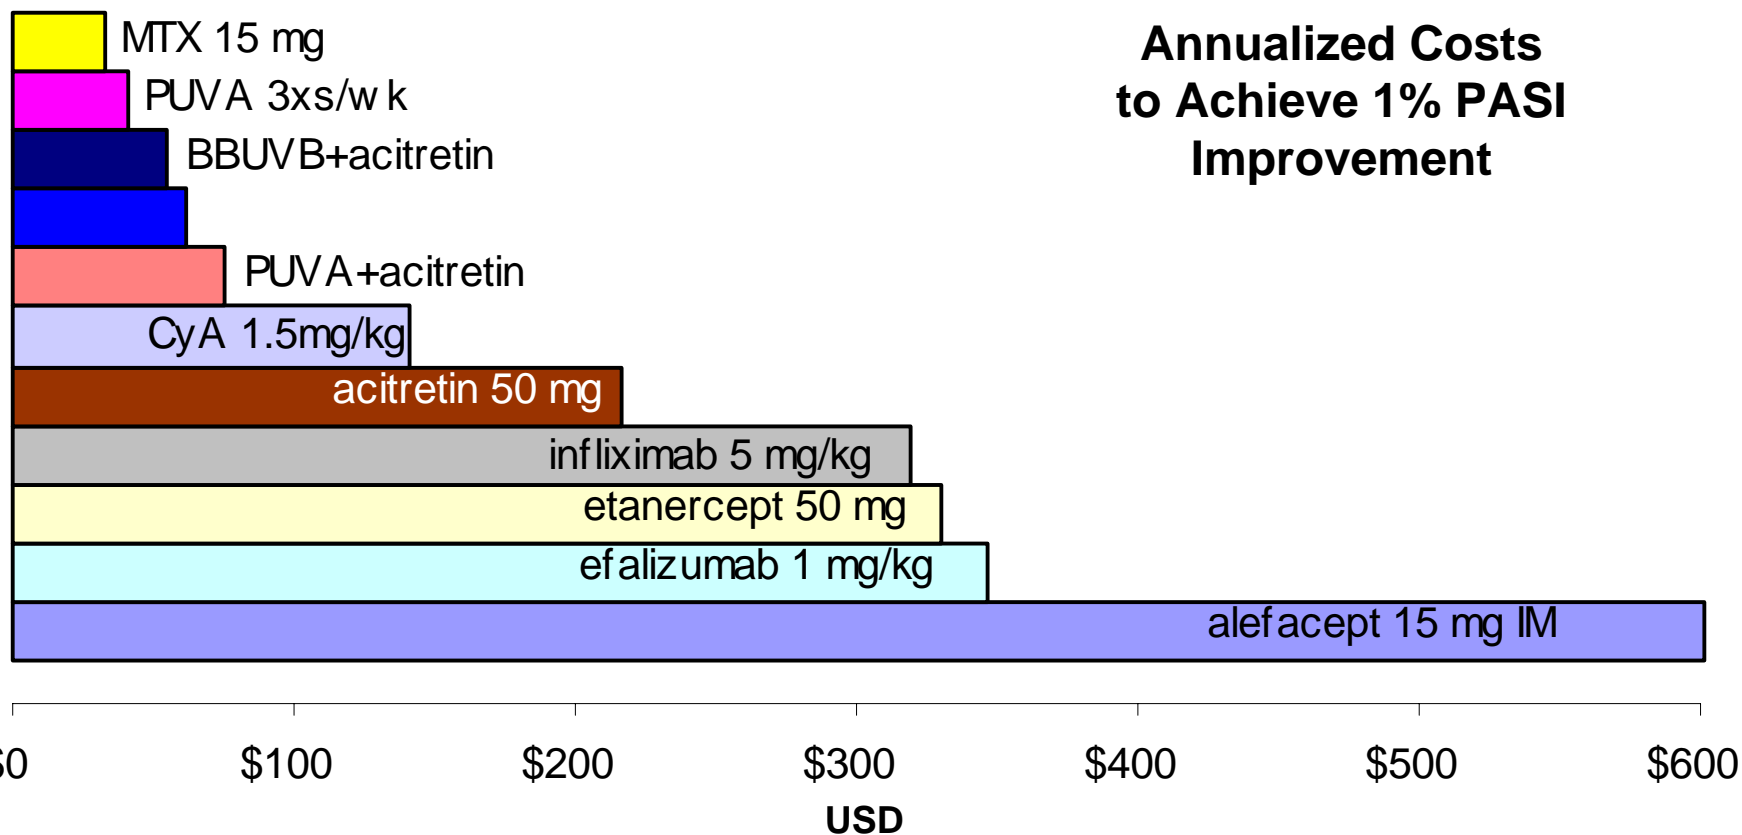 MTX 15 mg
Annualized Costs
to Achieve 1% PASI
Improvement
PUVA 3xs/wk
BBUVB+acitretin
PUVA+acitretin
CyA 1.5mg/kg
acitretin 50 mg
infliximab 5 mg/kg
etanercept 50 mg
efalizumab 1 mg/kg
alefacept 15 mg IM
$0 $100 $200 $300 $400 $500 $600
USD